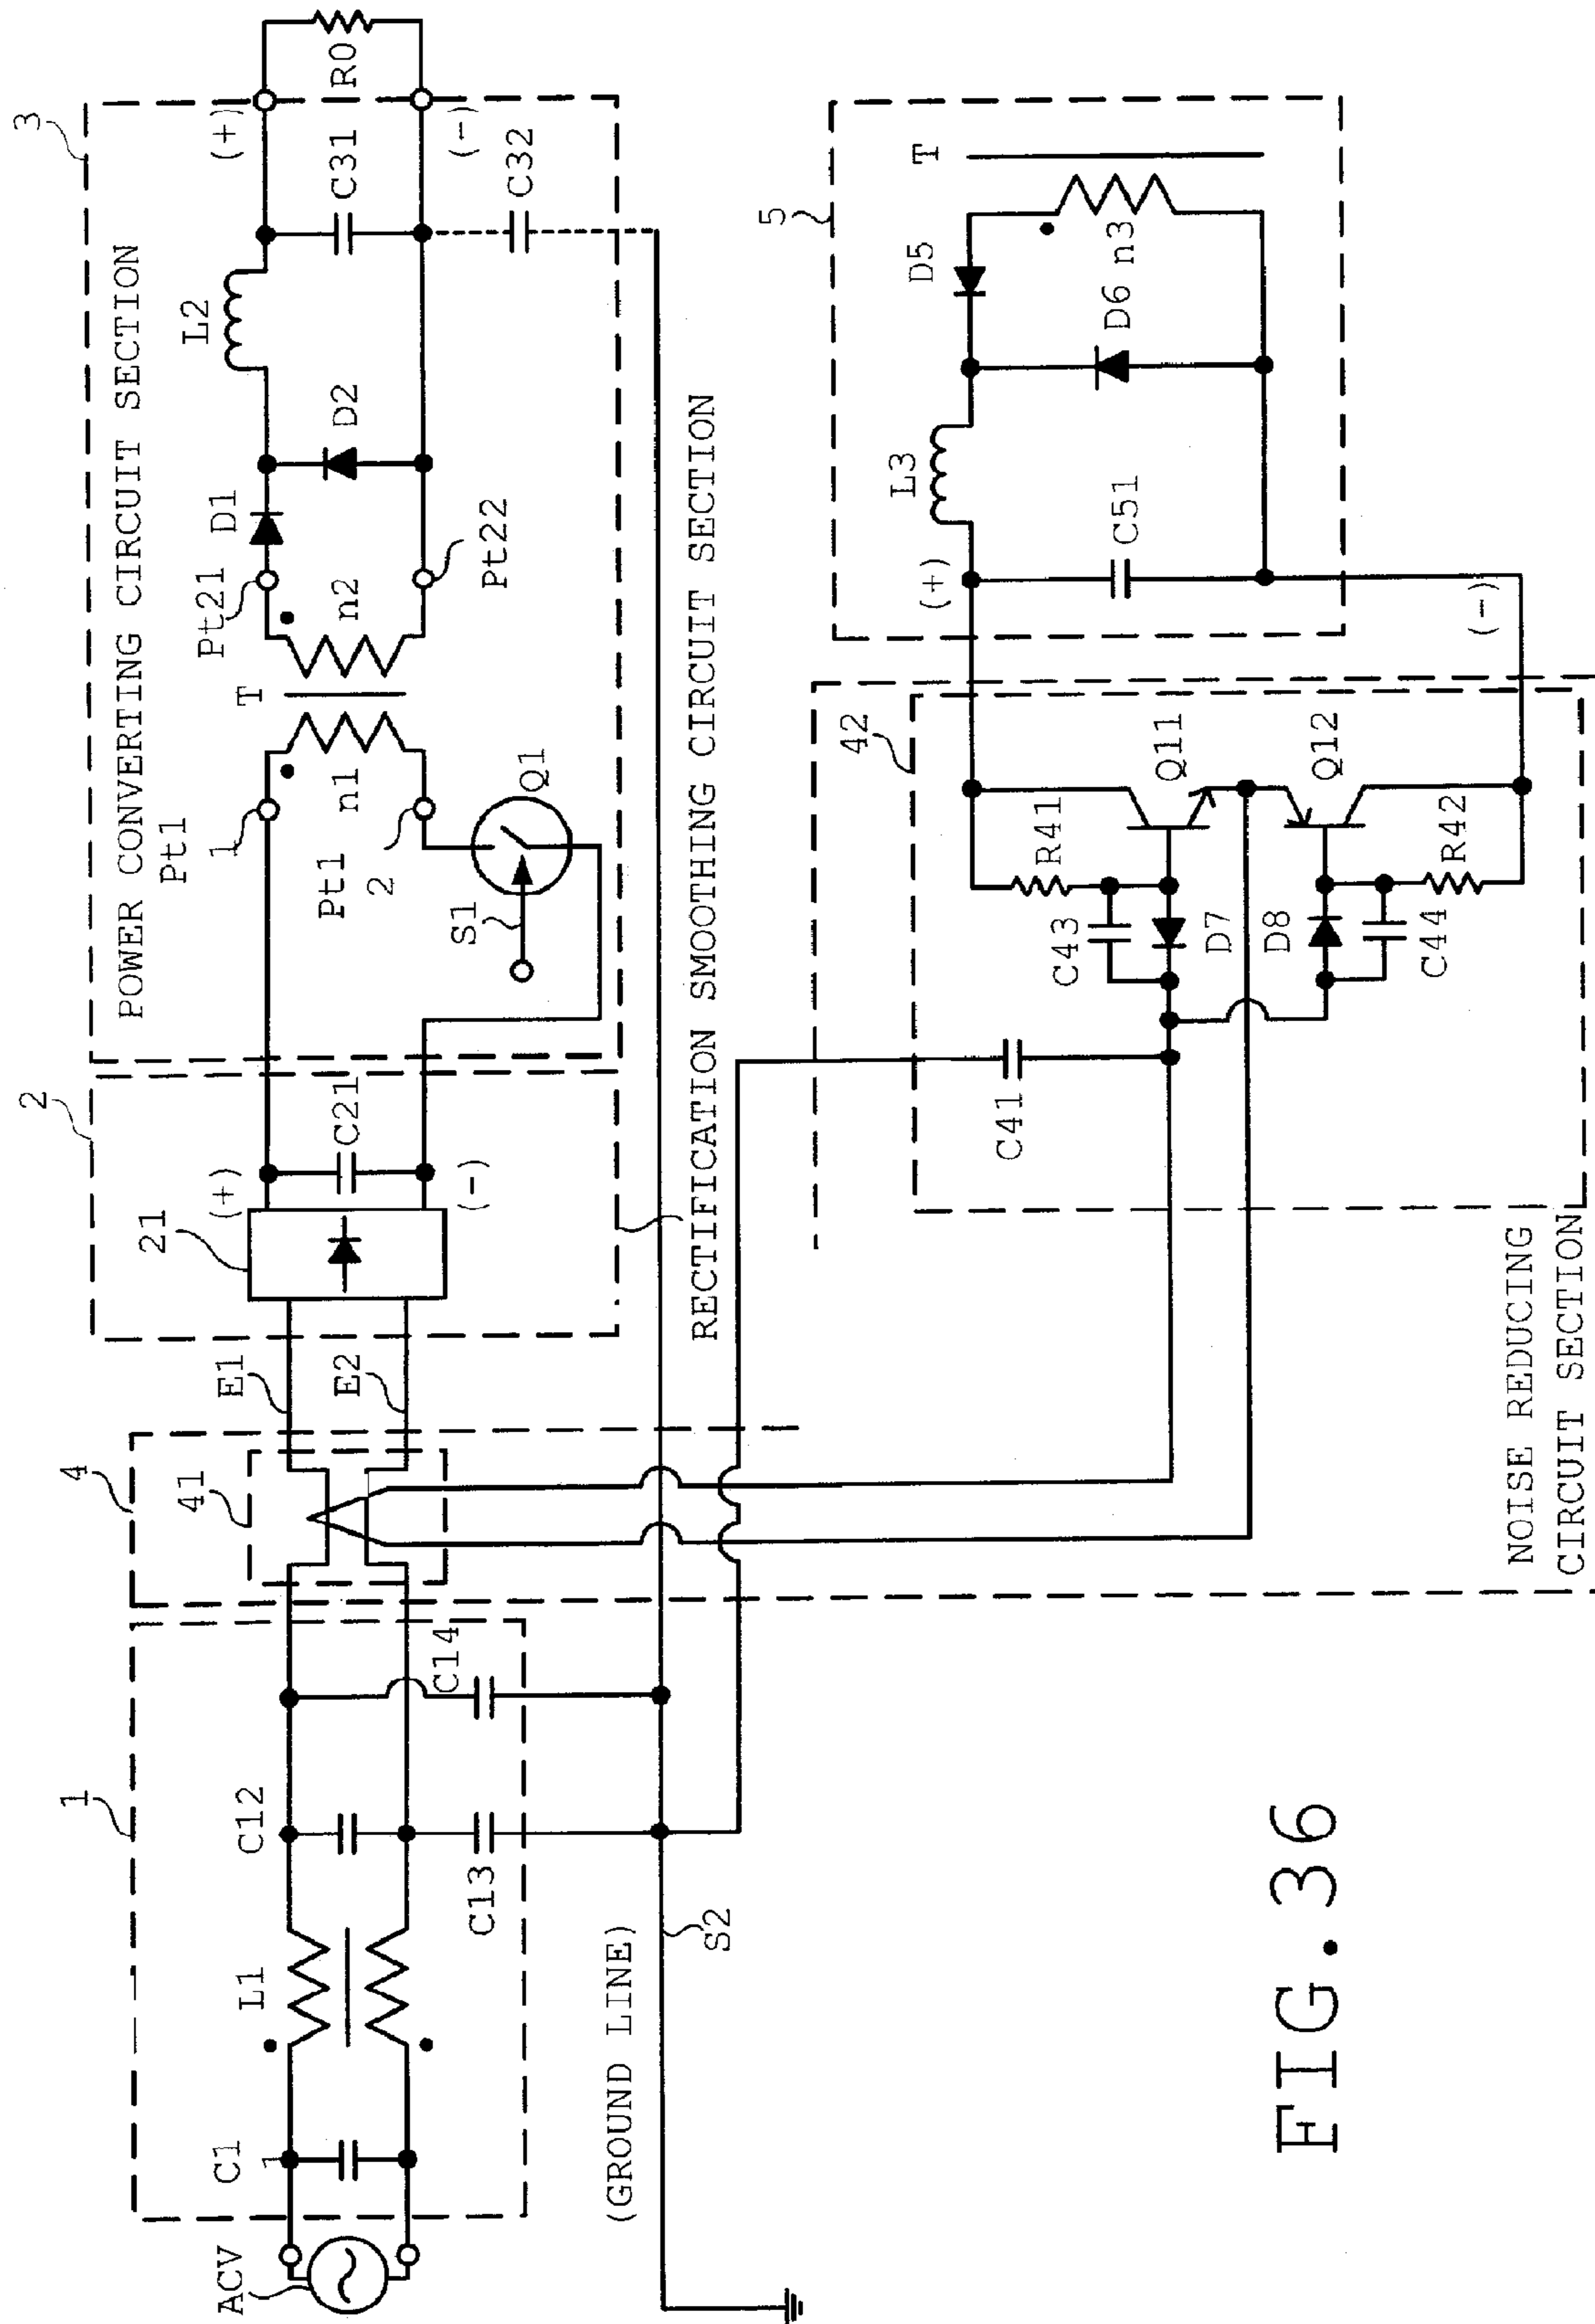 3
POWER CONVERTING CIRCUIT SECTION
2
21
(+)
C21
(-)
Pt1
1
n1
Pt1
2
S1
Q1
T
n2
Pt21
Pt22
D1
D2
L2
(+)
C31
(-)
C32
R0
RECTIFICATION SMOOTHING CIRCUIT SECTION
E1
E2
4
41
1
ACV
C1
1
L1
C12
C13
C14
(GROUND LINE)
S2
NOISE REDUCING
CIRCUIT SECTION
42
C41
C43
R41
D7
D8
C44
R42
Q11
Q12
5
(+)
L3
C51
(-)
D5
D6
n3
T
FIG. 36